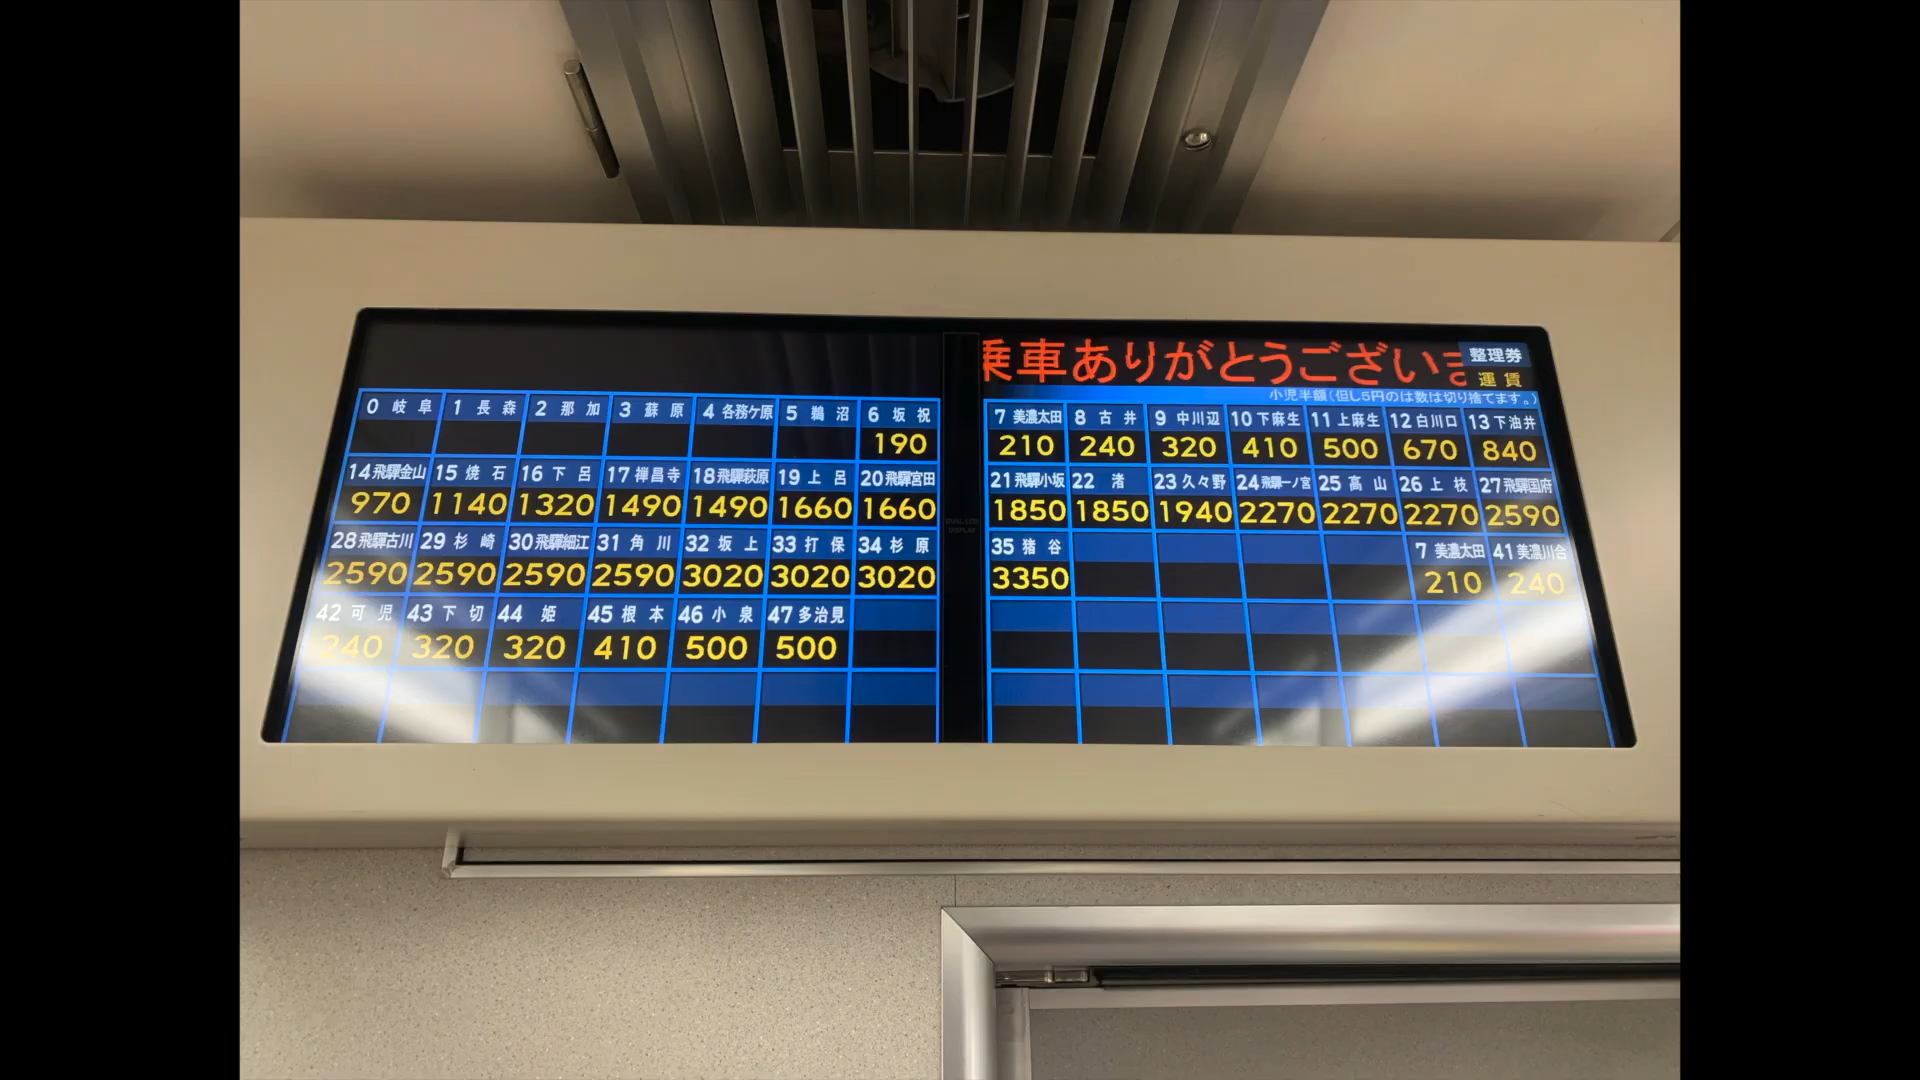 乗車ありがとうございま
整理券
運賃
小児半額(但し5円のは数は切り捨てます。)
0 岐阜 1 長森 2 那加 3 蘇原 4 各務ケ原 5 鵜沼 6 坂祝 7 美濃太田 8 古井 9 中川辺 10 下麻生 11 上麻生 12 白川口 13 下油井
190 210 240 320 410 500 670 840
14 飛騨金山 15 焼石 16 下呂 17 禅昌寺 18 飛騨萩原 19 上呂 20 飛騨宮田 21 飛騨小坂 22 渚 23 久々野 24 飛騨一ノ宮 25 高山 26 上枝 27 飛騨国府
970 1140 1320 1490 1490 1660 1660 1850 1850 1940 2270 2270 2270 2590
28 飛騨古川 29 杉崎 30 飛騨細江 31 角川 32 坂上 33 打保 34 杉原 35 猪谷 7 美濃太田 41 美濃川合
2590 2590 2590 2590 3020 3020 3020 3350 210 240
42 可児 43 下切 44 姫 45 根本 46 小泉 47 多治見
240 320 320 410 500 500